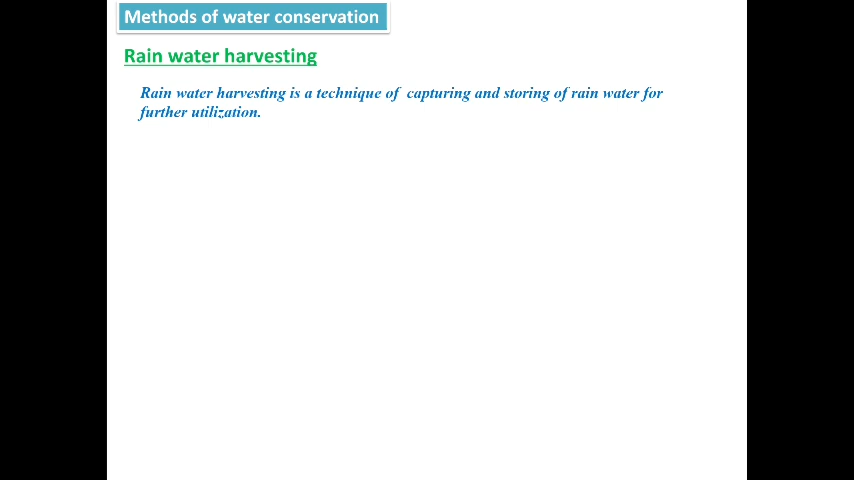 Methods of water conservation
Rain water harvesting
Rain water harvesting is a technique of capturing and storing of rain water for
further utilization.